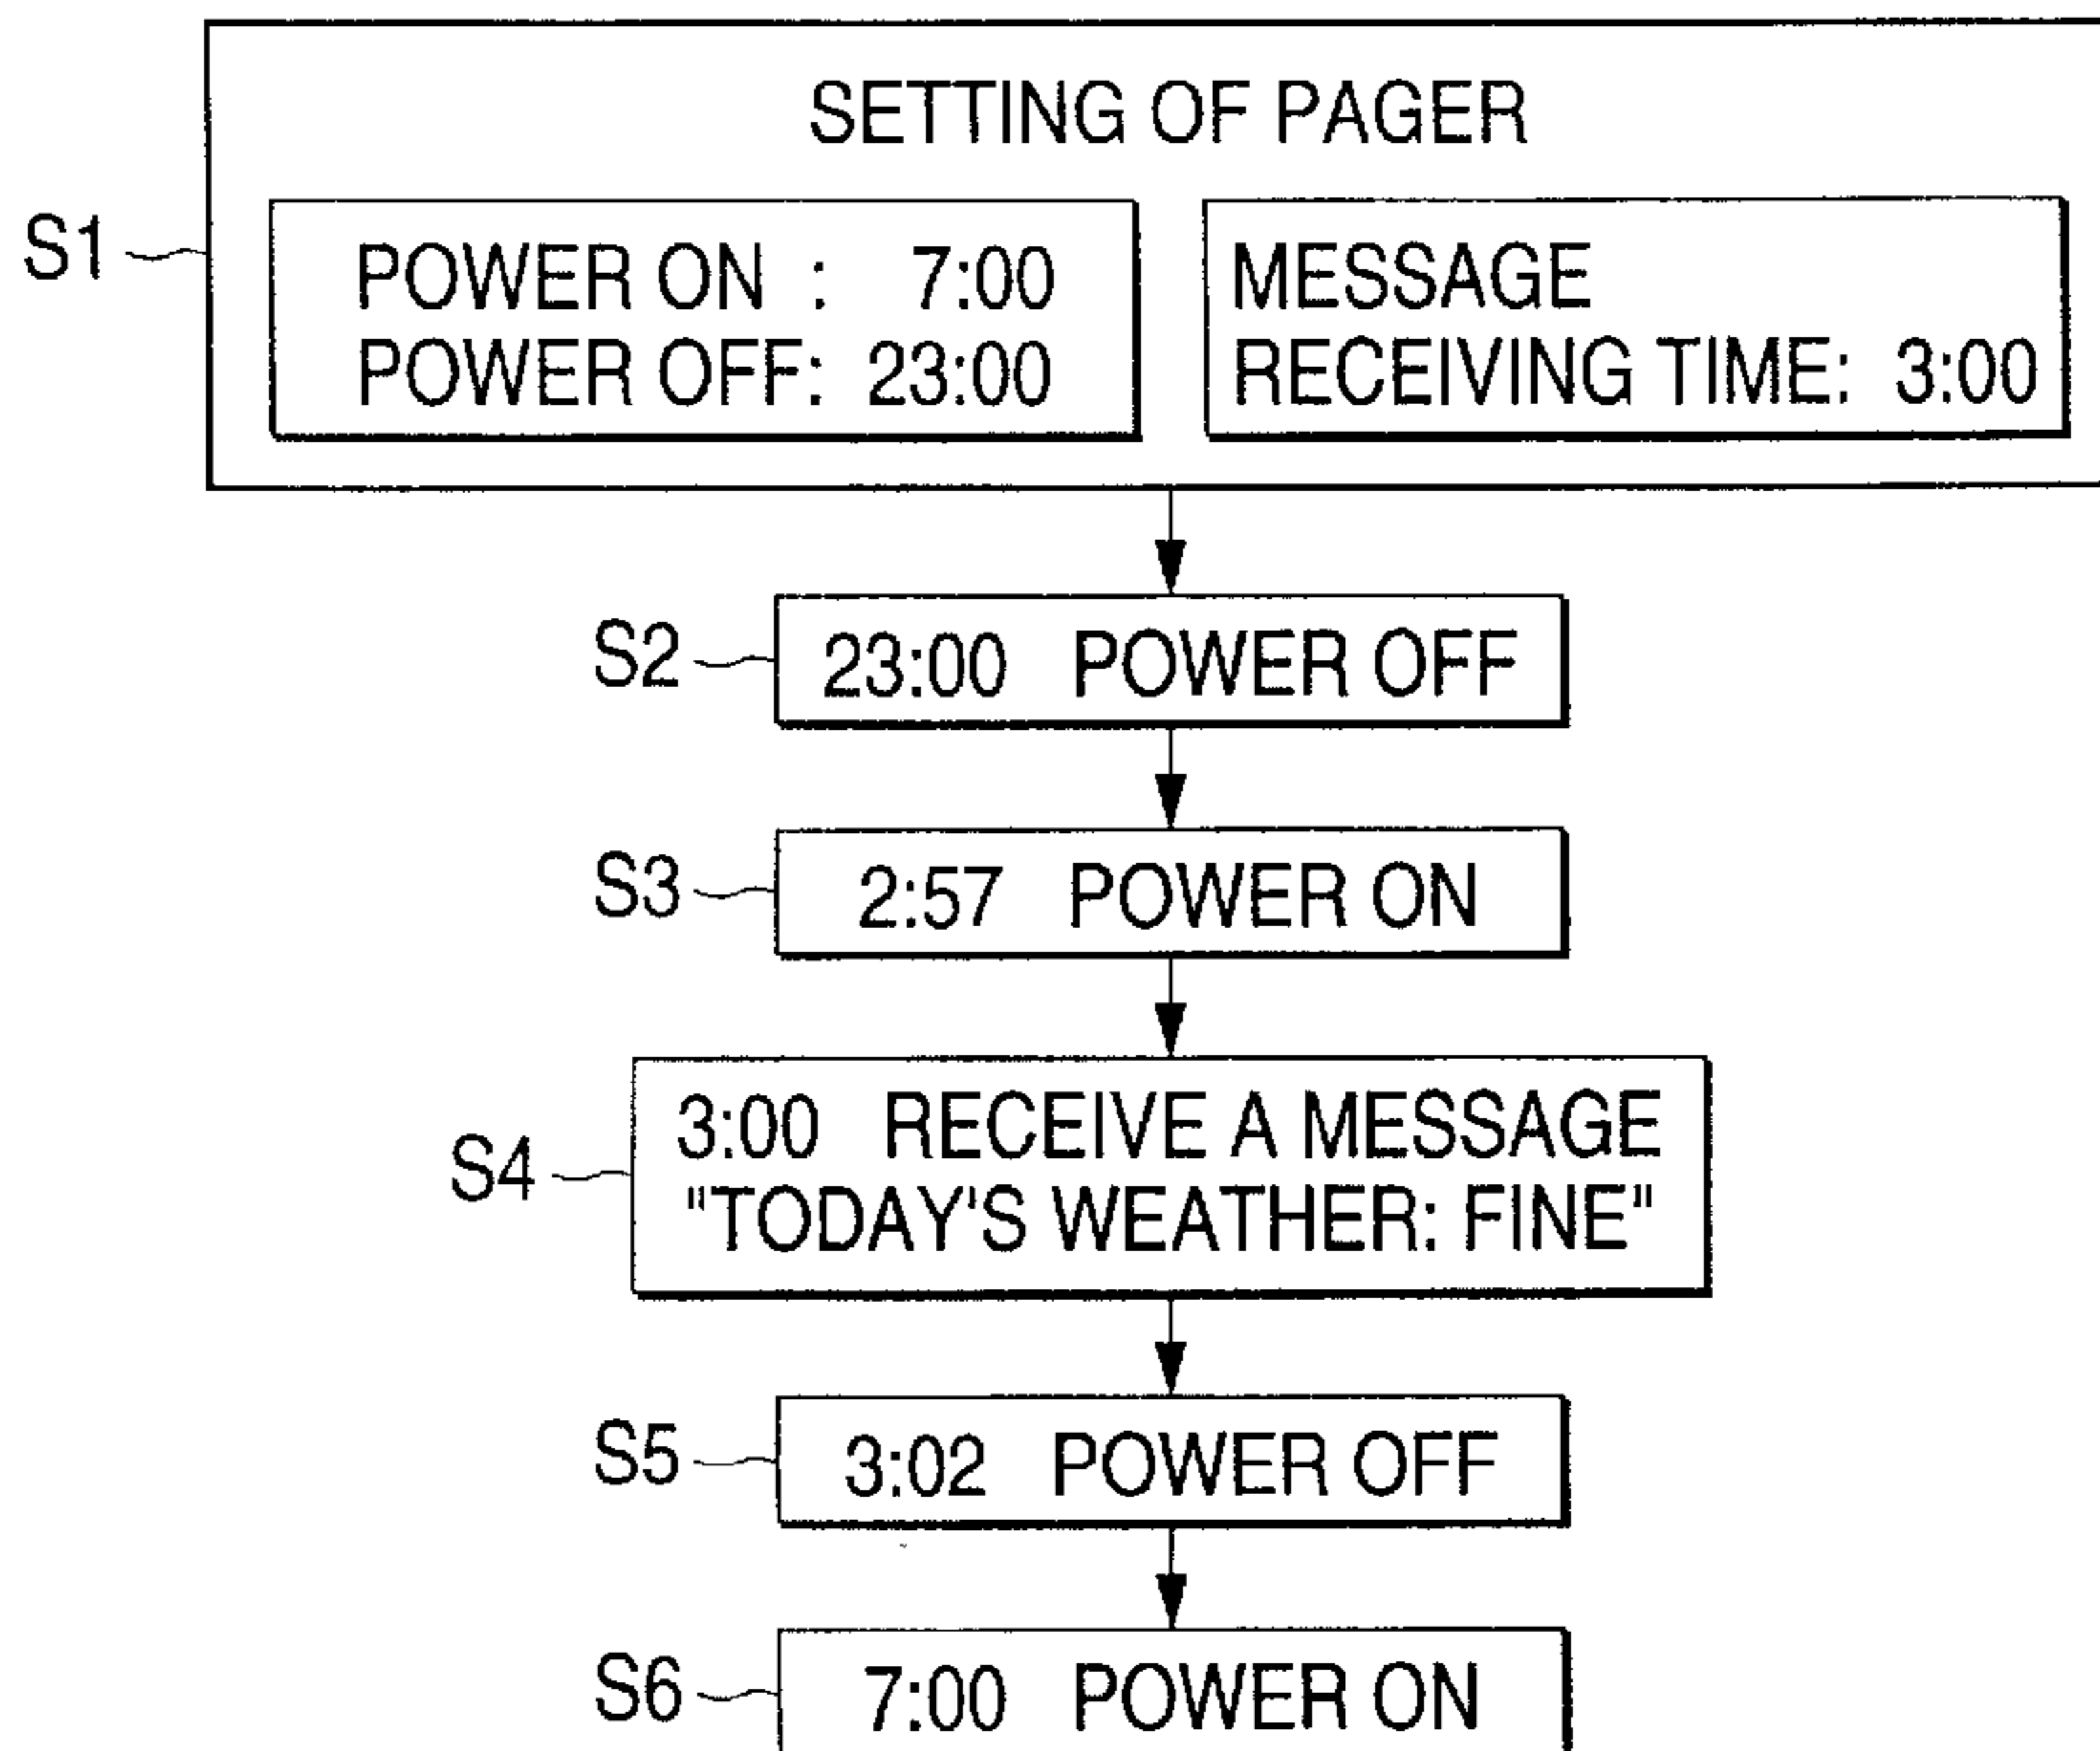 SETTING OF PAGER
S1
POWER ON : 7:00
POWER OFF: 23:00
MESSAGE
RECEIVING TIME: 3:00
S2
23:00 POWER OFF
S3
2:57 POWER ON
S4
3:00 RECEIVE A MESSAGE
"TODAY'S WEATHER: FINE"
S5
3:02 POWER OFF
S6
7:00 POWER ON